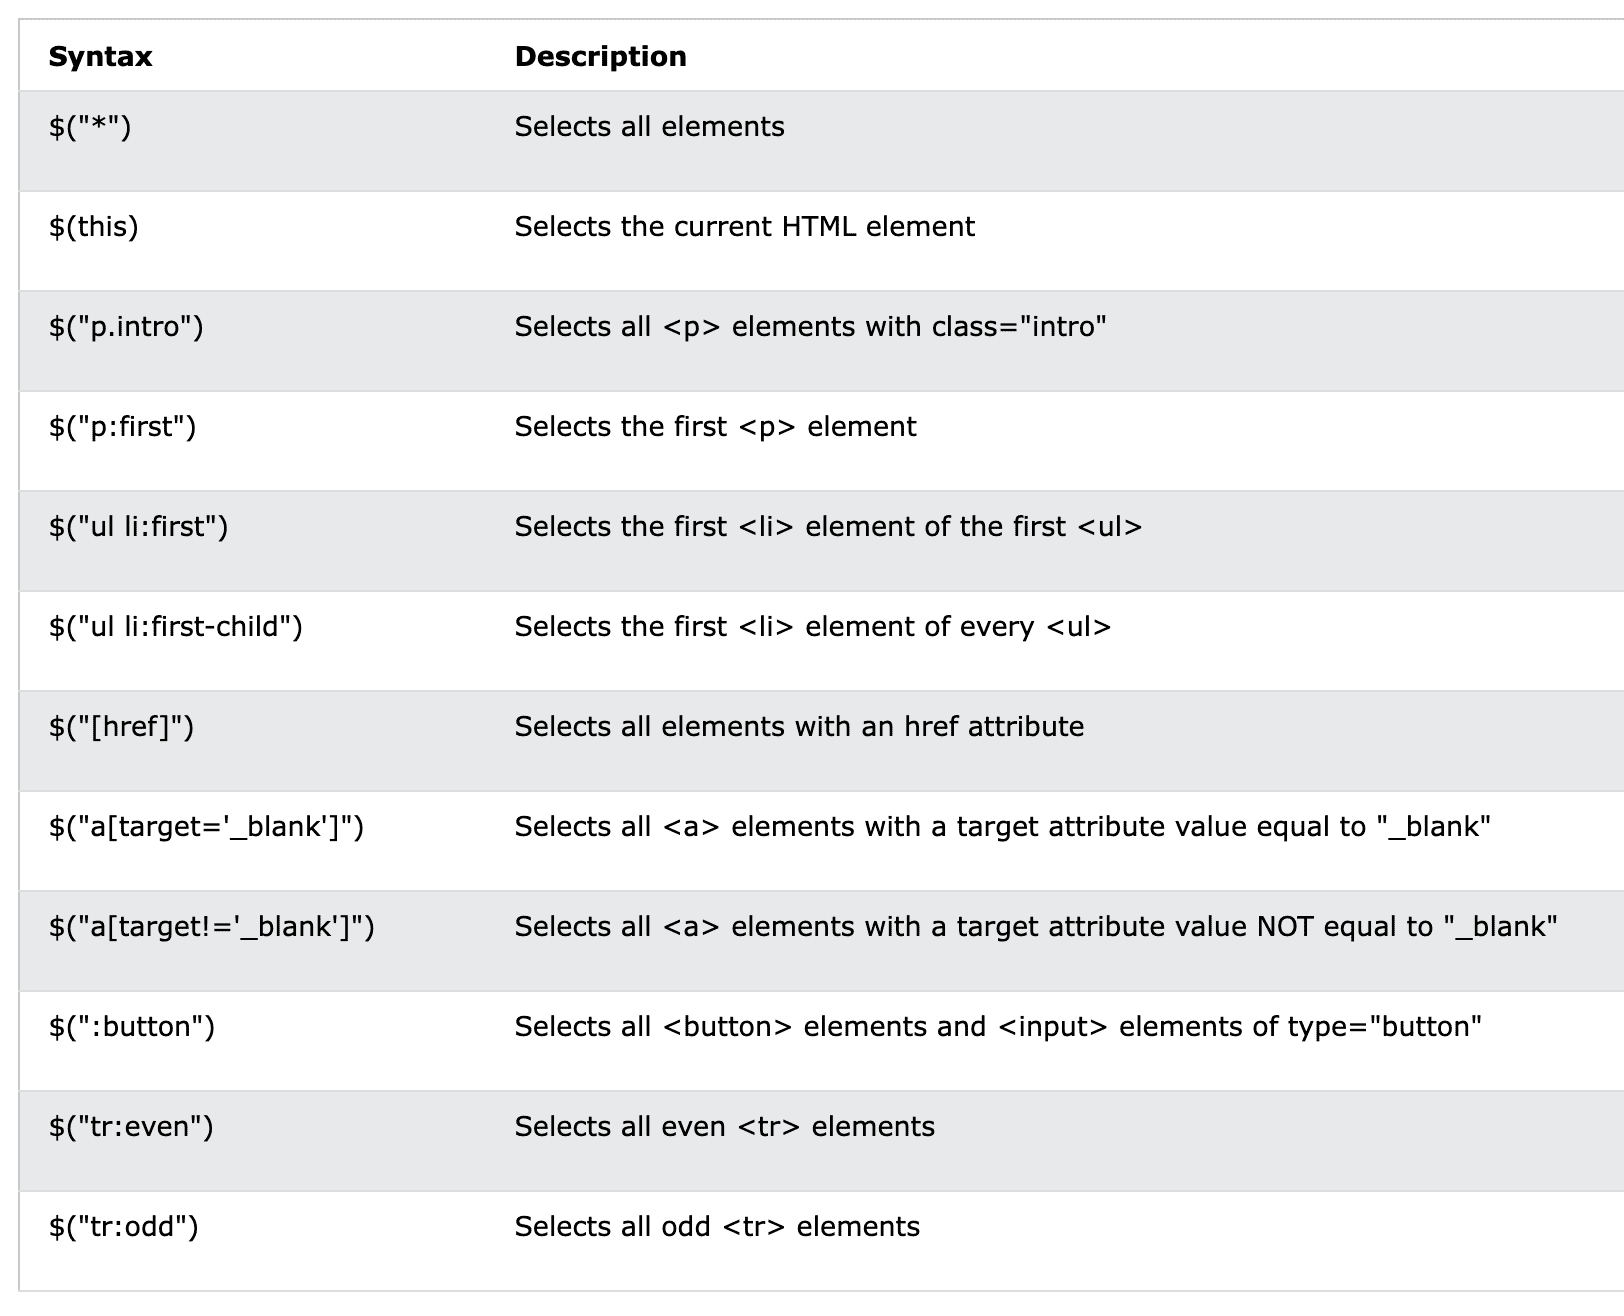 Syntax Description
$("*") Selects all elements
$(this) Selects the current HTML element
$("p.intro") Selects all <p> elements with class="intro"
$("p:first") Selects the first <p> element
$("ul li:first") Selects the first <li> element of the first <ul>
$("ul li:first-child") Selects the first <li> element of every <ul>
$("[href]") Selects all elements with an href attribute
$("a[target='_blank']") Selects all <a> elements with a target attribute value equal to "_blank"
$("a[target!='_blank']") Selects all <a> elements with a target attribute value NOT equal to "_blank"
$(":button") Selects all <button> elements and <input> elements of type="button"
$("tr:even") Selects all even <tr> elements
$("tr:odd") Selects all odd <tr> elements